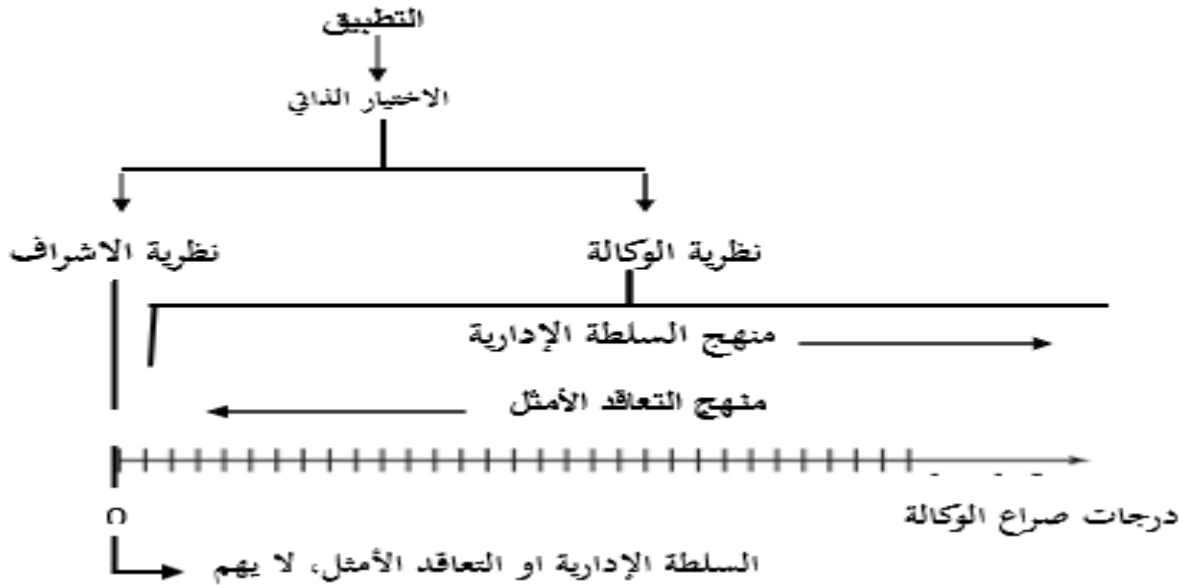 التطبيق
الاختيار الذاتي
نظرية الوكالة
نظرية الاشراف
منهج السلطة الإدارية
منهج التعاقد الأمثل
درجات صراع الوكالة
السلطة الإدارية او التعاقد الأمثل، لا يهم